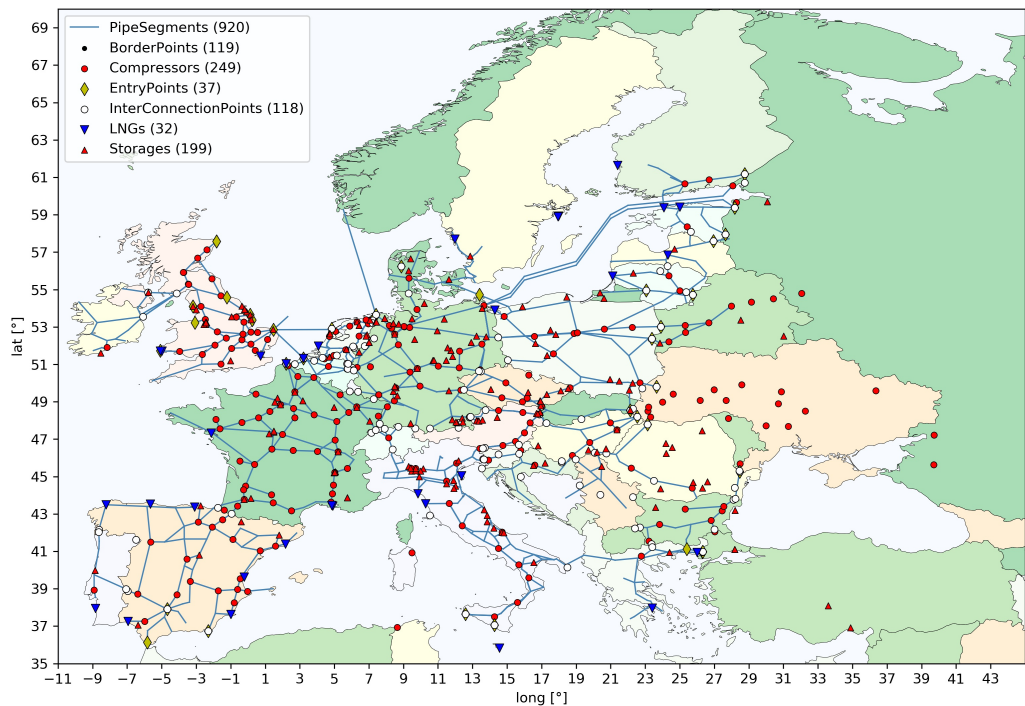 PipeSegments (920)
BorderPoints (119)
Compressors (249)
EntryPoints (37)
InterConnectionPoints (118)
LNGs (32)
Storages (199)
lat [°]
69
67
65
63
61
59
57
55
53
51
49
47
45
43
41
39
37
35
−11 −9 −7 −5 −3 −1 1 3 5 7 9 11 13 15 17 19 21 23 25 27 29 31 33 35 37 39 41 43
long [°]